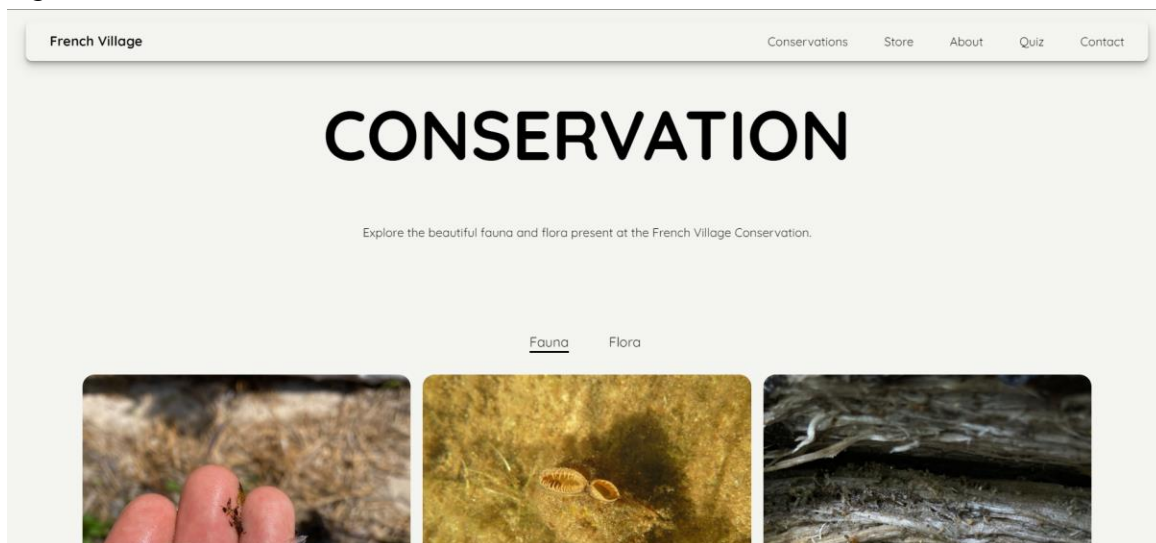 French Village
Conservations Store About Quiz Contact
CONSERVATION
Explore the beautiful fauna and flora present at the French Village Conservation.
Fauna Flora